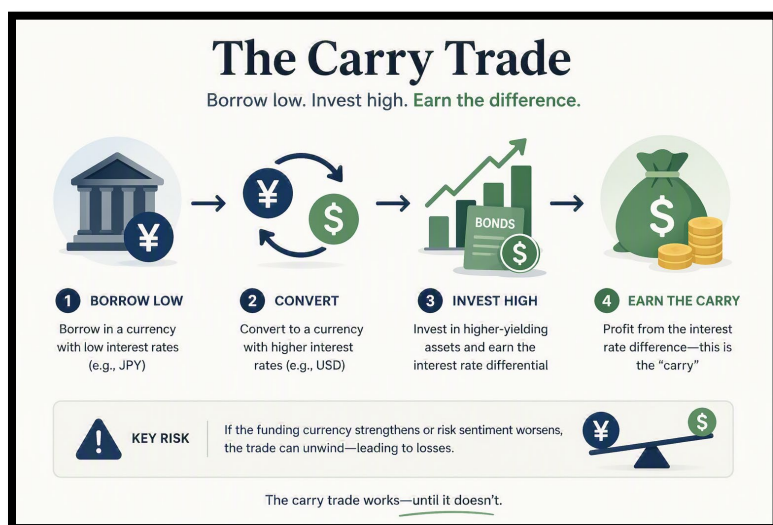 The Carry Trade
Borrow low. Invest high. Earn the difference.
¥
¥
$
BONDS
$
$
1 BORROW LOW
Borrow in a currency
with low interest rates
(e.g., JPY)
2 CONVERT
Convert to a currency
with higher interest
rates (e.g., USD)
3 INVEST HIGH
Invest in higher-yielding
assets and earn the
interest rate differential
4 EARN THE CARRY
Profit from the interest
rate difference—this is
the “carry”
! KEY RISK
If the funding currency strengthens or risk sentiment worsens,
the trade can unwind—leading to losses.
¥
$
The carry trade works—until it doesn’t.